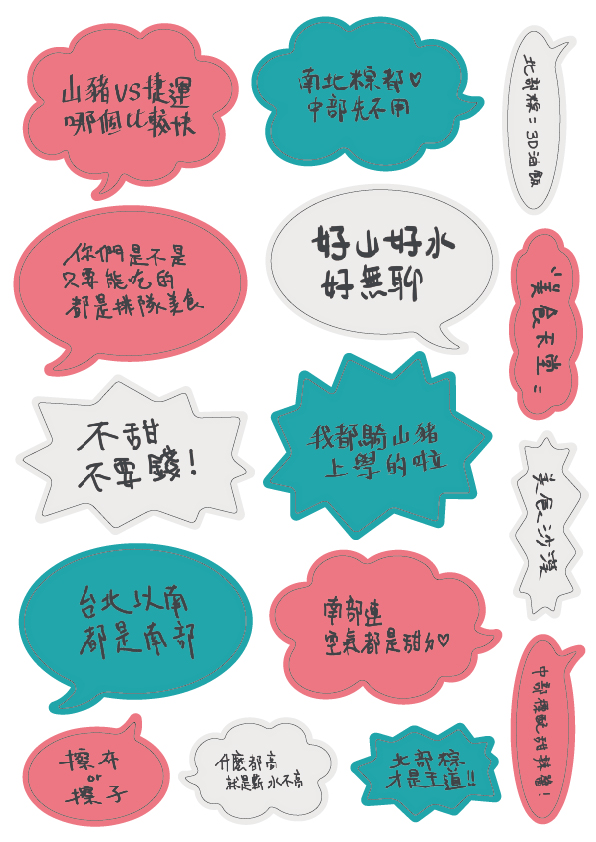 山豬VS捷運
哪個比較快
南北粽都♡
中部先不用
北部粽=3D油飯
你們是不是
只要能吃的
都是排隊美食
好山好水
好無聊
"美食天堂"
不甜
不要錢!
我都騎山豬
上學的啦
美食沙漠
台北以南
都是南部
南部連
空氣都是甜分♡
中部標配甜辣醬!
擦布
or
擦子
什麼都高
就是薪水不高
北部粽
才是王道!!